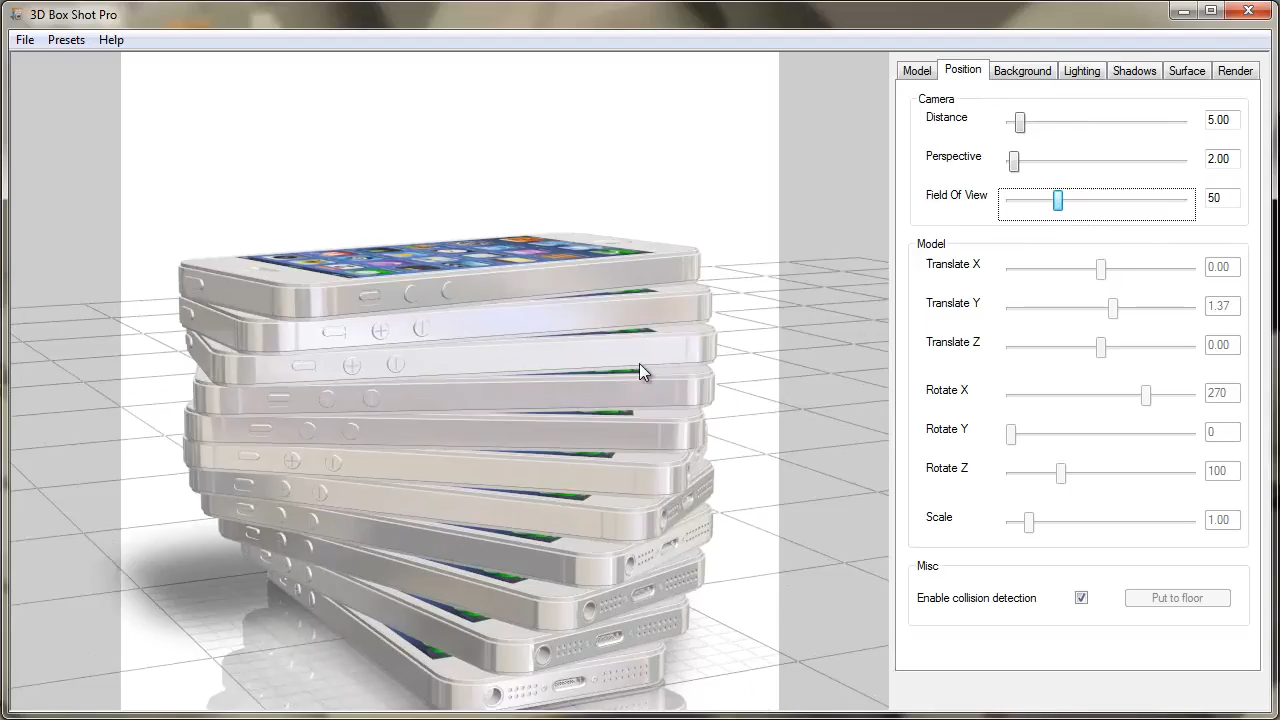 3D Box Shot Pro
File Presets Help
Model Position Background Lighting Shadows Surface Render
Camera
Distance 5.00
Perspective 2.00
Field Of View 50
Model
Translate X 0.00
Translate Y 1.37
Translate Z 0.00
Rotate X 270
Rotate Y 0
Rotate Z 100
Scale 1.00
Misc
Enable collision detection Put to floor